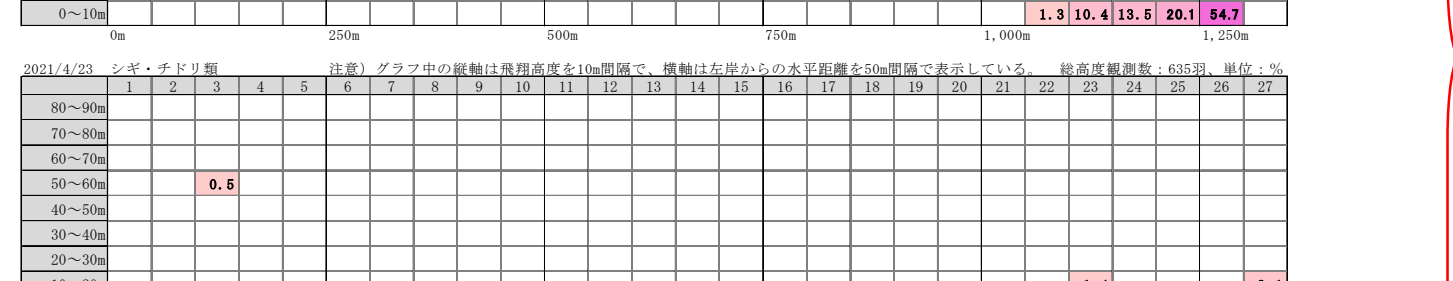 0～10m 1.3 10.4 13.5 20.1 54.7
0m 250m 500m 750m 1,000m 1,250m
2021/4/23 シギ・チドリ類 注意）グラフ中の縦軸は飛翔高度を10m間隔で、横軸は左岸からの水平距離を50m間隔で表示している。 総高度観測数：635羽、単位：％
1 2 3 4 5 6 7 8 9 10 11 12 13 14 15 16 17 18 19 20 21 22 23 24 25 26 27
80～90m
70～80m
60～70m
50～60m 0.5
40～50m
30～40m
20～30m